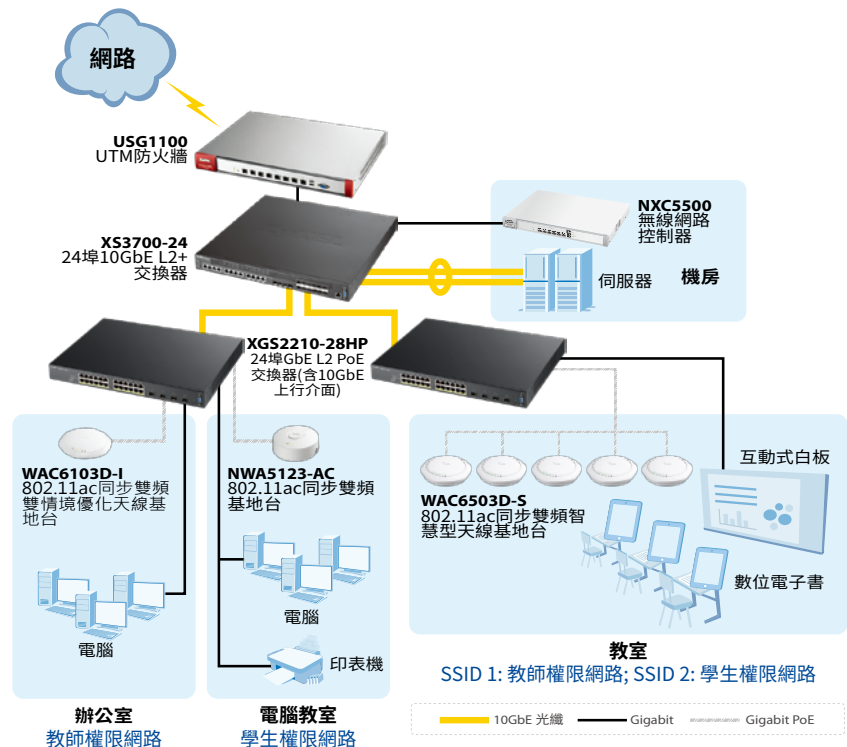 網路
USG1100
UTM防火牆
XS3700-24
24埠10GbE L2+
交換器
NXC5500
無線網路
控制器
伺服器
機房
XGS2210-28HP
24埠GbE L2 PoE
交換器(含10GbE
上行介面)
WAC6103D-I
802.11ac同步雙頻
雙情境優化天線基
地台
電腦
NWA5123-AC
802.11ac同步雙頻
基地台
電腦
印表機
WAC6503D-S
802.11ac同步雙頻智
慧型天線基地台
互動式白板
數位電子書
辦公室
教師權限網路
電腦教室
學生權限網路
教室
SSID 1: 教師權限網路; SSID 2: 學生權限網路
10GbE 光纖
Gigabit
Gigabit PoE